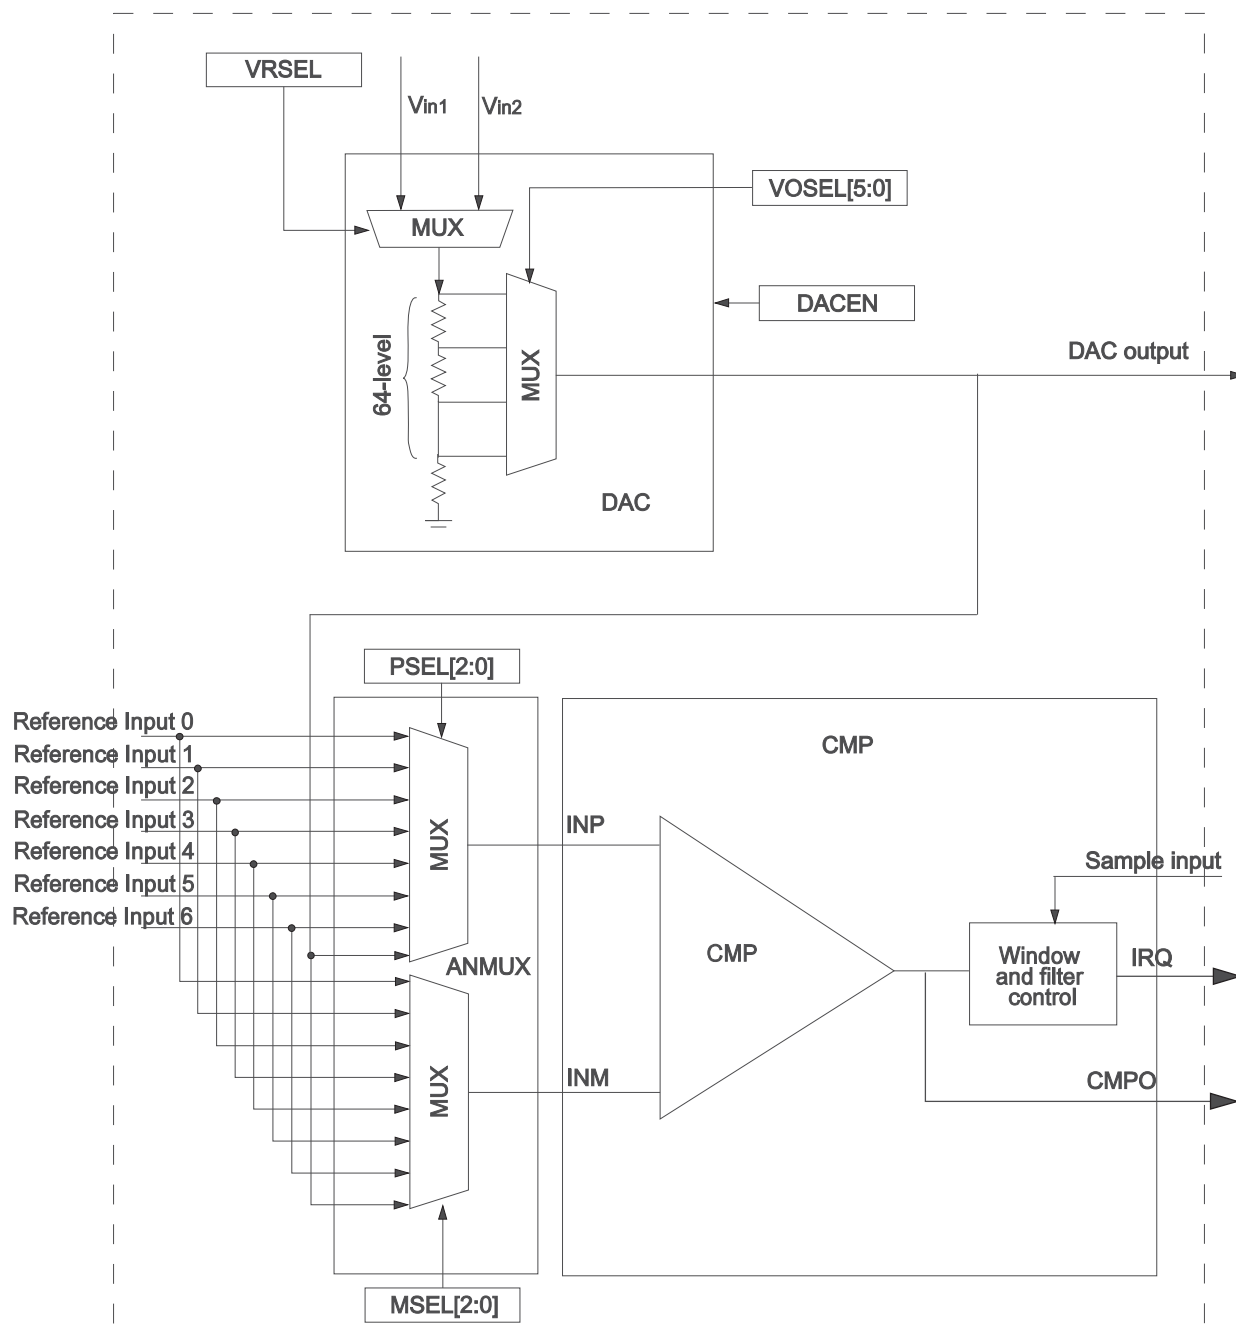 VRSEL
Vin1
Vin2
VOSEL[5:0]
MUX
DACEN
64-level
MUX
DAC output
DAC
PSEL[2:0]
Reference Input 0
Reference Input 1
Reference Input 2
Reference Input 3
Reference Input 4
Reference Input 5
Reference Input 6
MUX
ANMUX
MUX
MSEL[2:0]
CMP
INP
INM
CMP
Sample input
Window
and filter
control
IRQ
CMPO